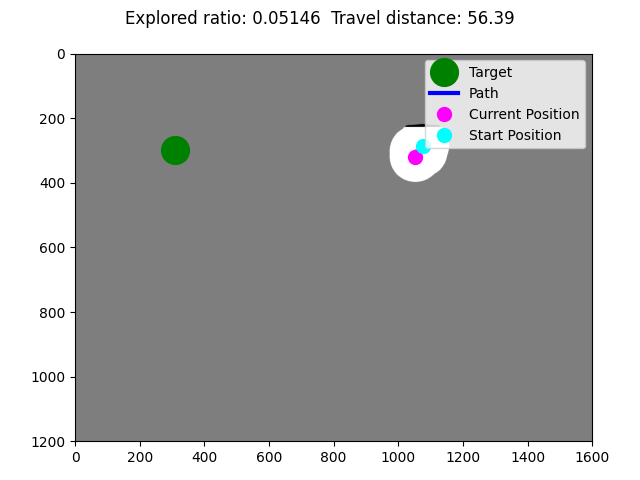 Explored ratio: 0.05146  Travel distance: 56.39
Target
Path
Current Position
Start Position
0
200
400
600
800
1000
1200
0 200 400 600 800 1000 1200 1400 1600